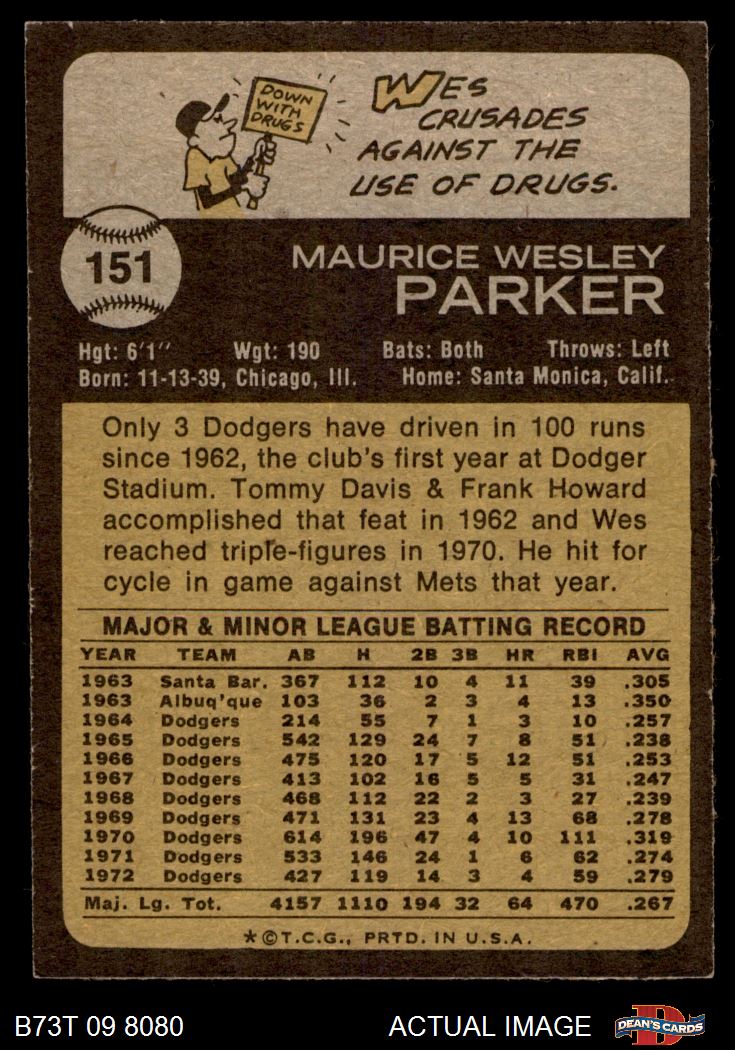 DOWN
WITH
DRUGS
WES
CRUSADES
AGAINST THE
USE OF DRUGS.
151
MAURICE WESLEY
PARKER
Hgt: 6'1" Wgt: 190 Bats: Both Throws: Left
Born: 11-13-39, Chicago, Ill. Home: Santa Monica, Calif.
Only 3 Dodgers have driven in 100 runs
since 1962, the club's first year at Dodger
Stadium. Tommy Davis & Frank Howard
accomplished that feat in 1962 and Wes
reached triple-figures in 1970. He hit for
cycle in game against Mets that year.
MAJOR & MINOR LEAGUE BATTING RECORD
YEAR TEAM AB H 2B 3B HR RBI AVG
1963 Santa Bar. 367 112 10 4 11 39 .305
1963 Albuq'que 103 36 2 3 4 13 .350
1964 Dodgers 214 55 7 1 3 10 .257
1965 Dodgers 542 129 24 7 8 51 .238
1966 Dodgers 475 120 17 5 12 51 .253
1967 Dodgers 413 102 16 5 5 31 .247
1968 Dodgers 468 112 22 2 3 27 .239
1969 Dodgers 471 131 23 4 13 68 .278
1970 Dodgers 614 196 47 4 10 111 .319
1971 Dodgers 533 146 24 1 6 62 .274
1972 Dodgers 427 119 14 3 4 59 .279
Maj. Lg. Tot. 4157 1110 194 32 64 470 .267
*©T.C.G., PRTD. IN U.S.A.
B73T 09 8080 ACTUAL IMAGE DEAN'S CARDS